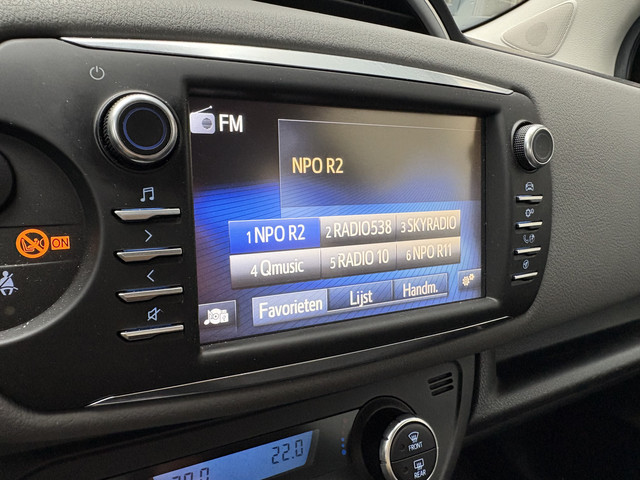 FM
NPO R2
1 NPO R2
2 RADIO538
3 SKYRADIO
4 Qmusic
5 RADIO 10
6 NPO R11
Favorieten
Lijst
Handm.
ON
22.0
FRONT
REAR